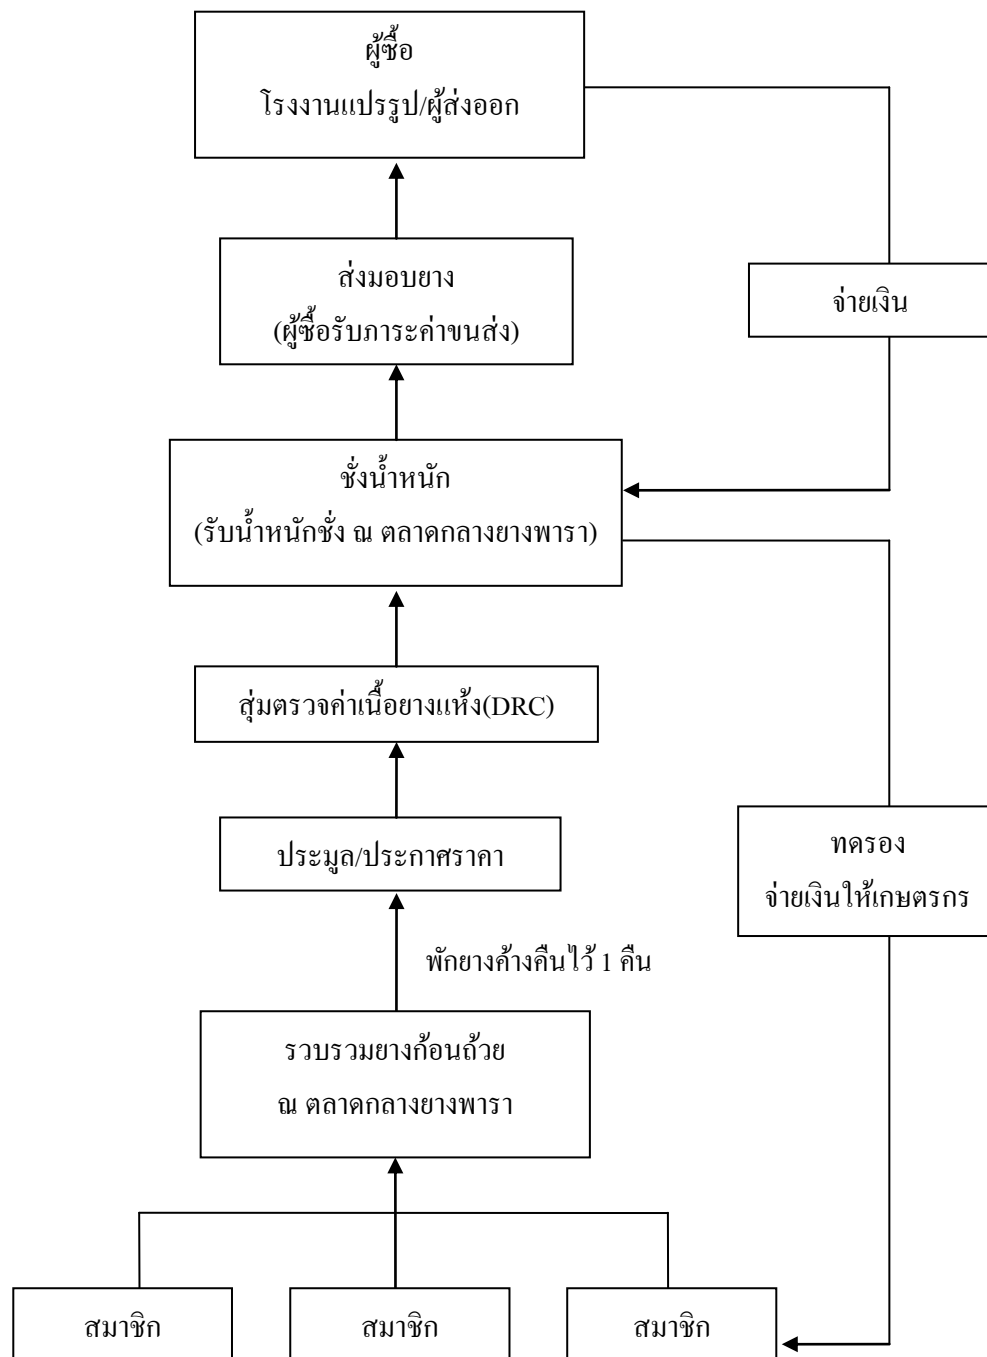 ผู้ซื้อ
โรงงานแปรรูป/ผู้ส่งออก
ส่งมอบยาง
(ผู้ซื้อรับภาระค่าขนส่ง)
จ่ายเงิน
ชั่งน้ำหนัก
(รับน้ำหนักชั่ง ณ ตลาดกลางยางพารา)
สุ่มตรวจค่าเนื้อยางแห้ง(DRC)
ประมูล/ประกาศราคา
ทดรอง
จ่ายเงินให้เกษตรกร
พักยางค้างคืนไว้ 1 คืน
รวบรวมยางก้อนถ้วย
ณ ตลาดกลางยางพารา
สมาชิก
สมาชิก
สมาชิก